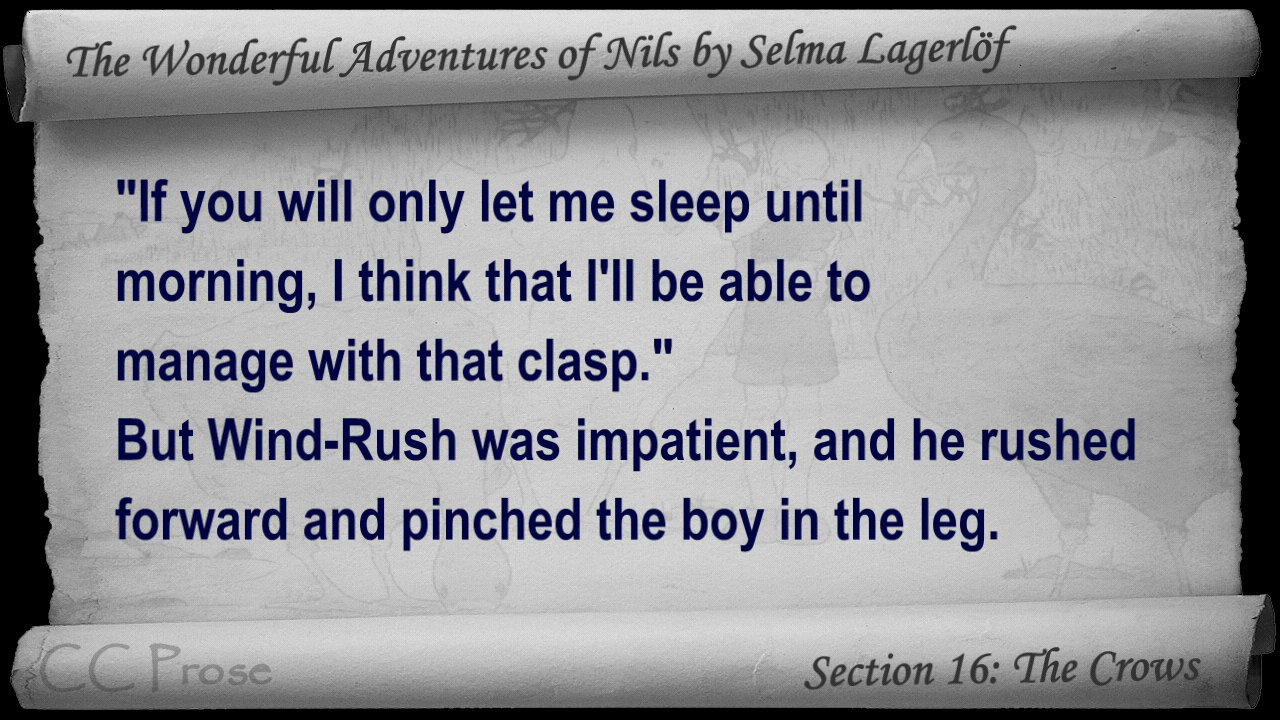 The Wonderful Adventures of Nils by Selma Lagerlöf
"If you will only let me sleep until
morning, I think that I'll be able to
manage with that clasp."
But Wind-Rush was impatient, and he rushed
forward and pinched the boy in the leg.
CC Prose
Section 16: The Crows